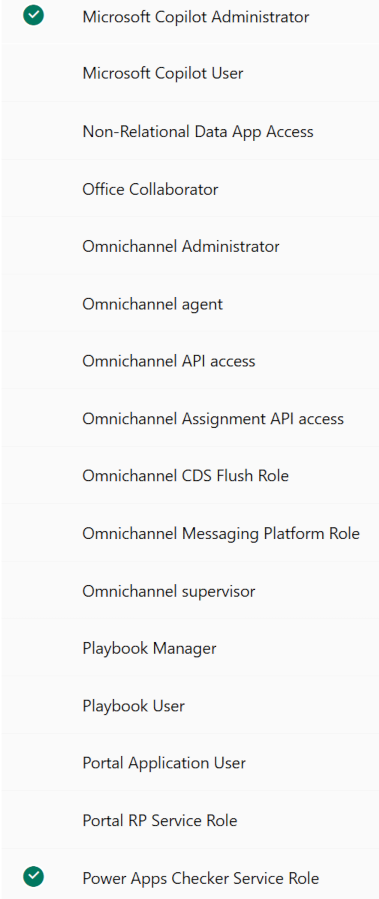 Microsoft Copilot Administrator
Microsoft Copilot User
Non-Relational Data App Access
Office Collaborator
Omnichannel Administrator
Omnichannel agent
Omnichannel API access
Omnichannel Assignment API access
Omnichannel CDS Flush Role
Omnichannel Messaging Platform Role
Omnichannel supervisor
Playbook Manager
Playbook User
Portal Application User
Portal RP Service Role
Power Apps Checker Service Role